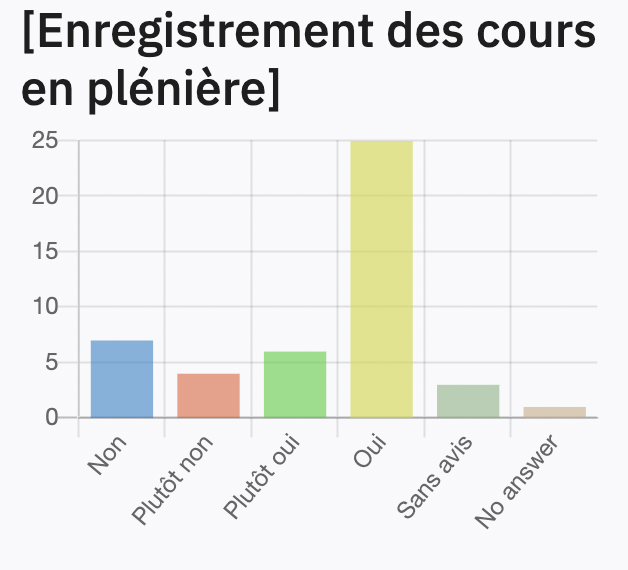 [Enregistrement des cours
en plénière]
25
20
15
10
5
0
Non
Plutôt non
Plutôt oui
Oui
Sans avis
No answer